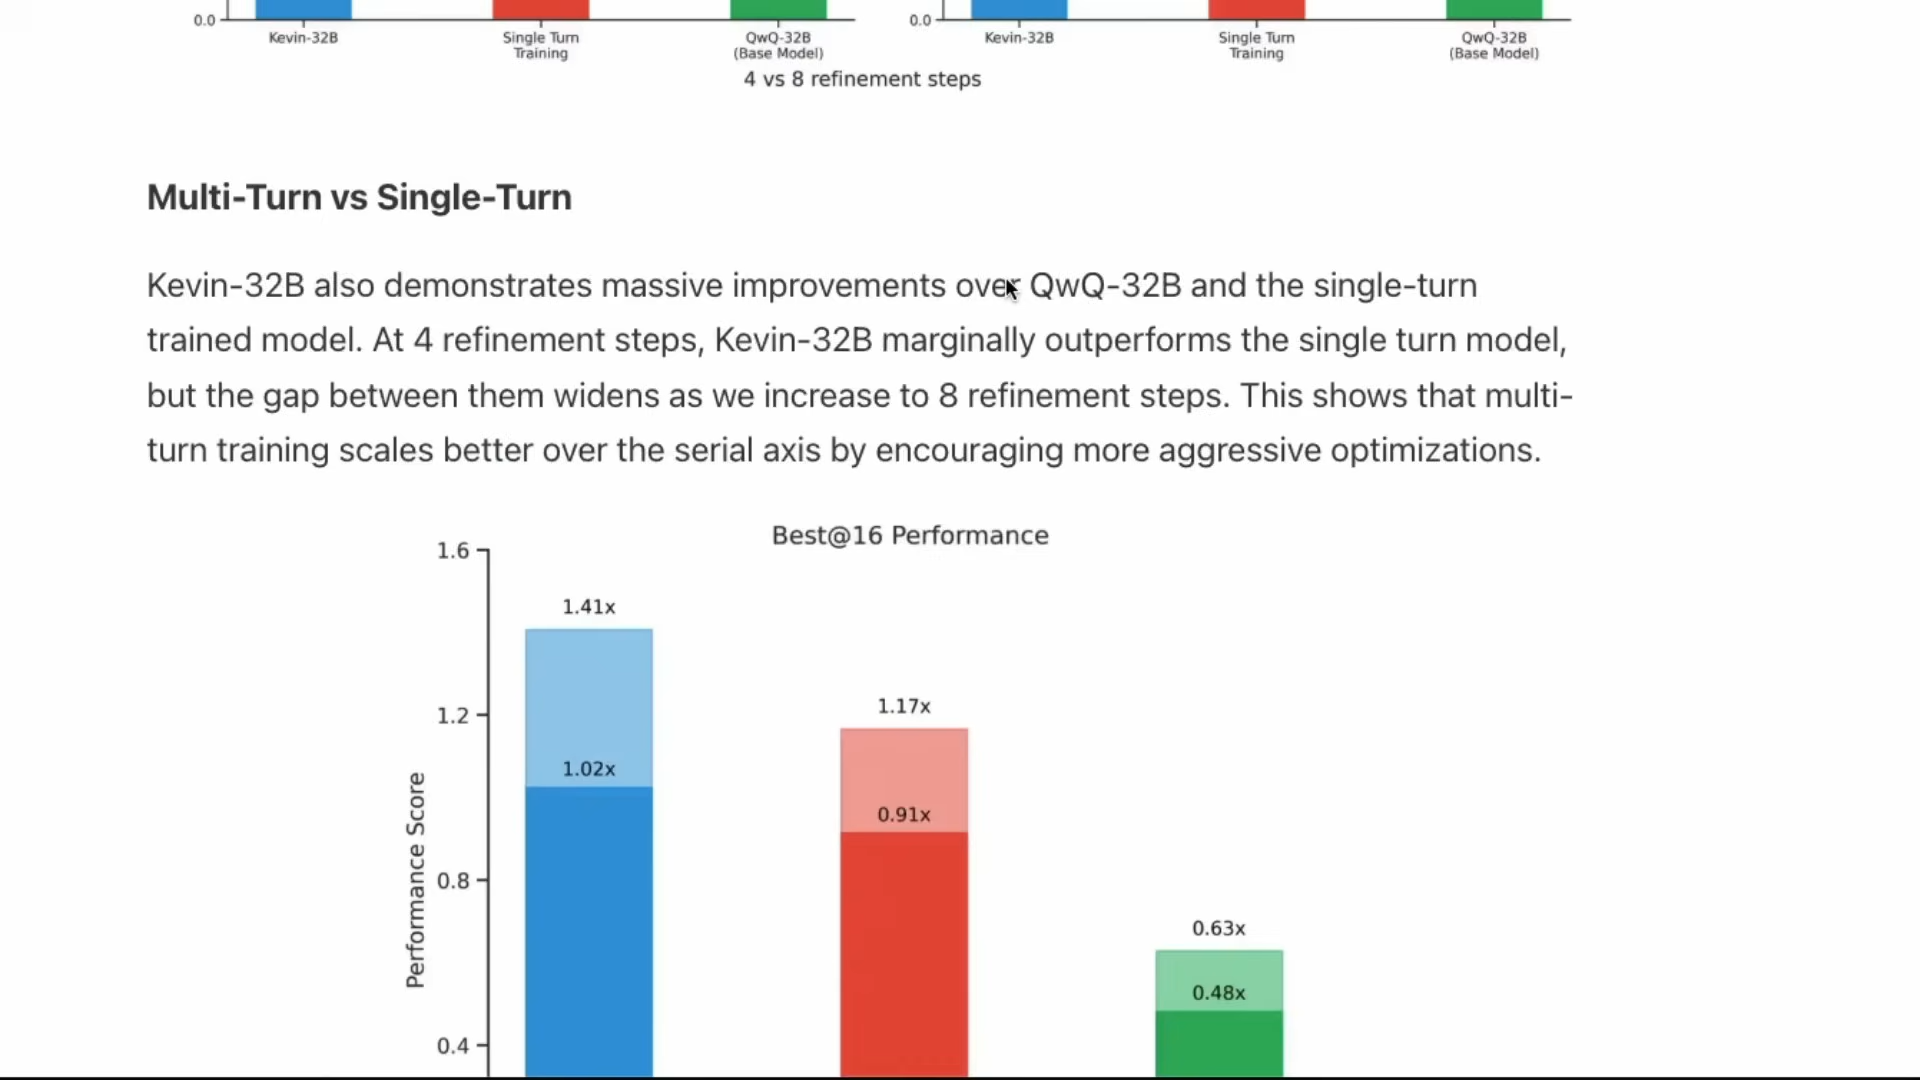 0.0
0.0
Kevin-32B
Single Turn
Training
QwQ-32B
(Base Model)
Kevin-32B
Single Turn
Training
QwQ-32B
(Base Model)
4 vs 8 refinement steps
Multi-Turn vs Single-Turn
Kevin-32B also demonstrates massive improvements over QwQ-32B and the single-turn
trained model. At 4 refinement steps, Kevin-32B marginally outperforms the single turn model,
but the gap between them widens as we increase to 8 refinement steps. This shows that multi-
turn training scales better over the serial axis by encouraging more aggressive optimizations.
Best@16 Performance
Performance Score
1.6
1.2
0.8
0.4
1.41x
1.02x
1.17x
0.91x
0.63x
0.48x